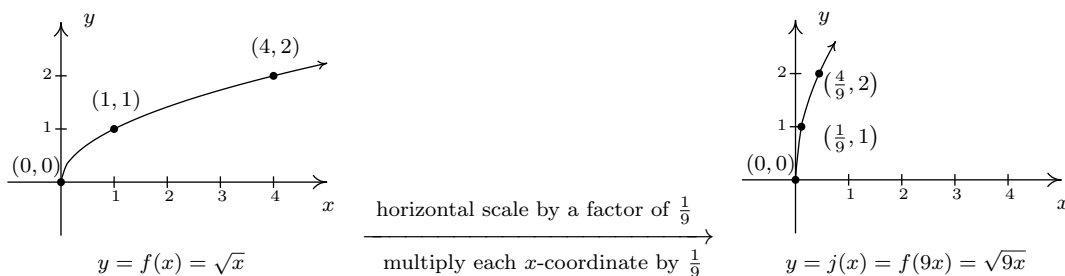 y
(4, 2)
(1, 1)
(0, 0)
2
1
1 2 3 4
x
y = f(x) = √x
horizontal scale by a factor of 1/9
multiply each x-coordinate by 1/9
y
(4/9, 2)
(1/9, 1)
(0, 0)
2
1
1 2 3 4
x
y = j(x) = f(9x) = √9x